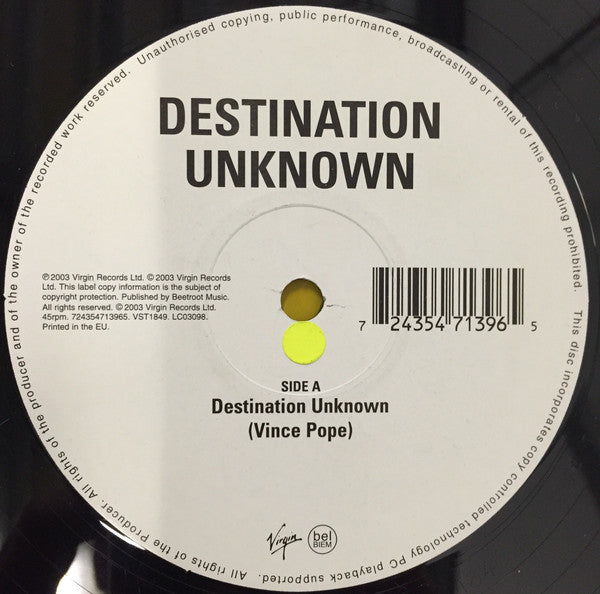 DESTINATION
UNKNOWN
℗ 2003 Virgin Records Ltd. © 2003 Virgin Records
Ltd. This label copy information is the subject of
copyright protection. Published by Beetroot Music.
All rights reserved. © 2003 Virgin Records Ltd.
45rpm. 724354713965. VST1849. LC03098.
Printed in the EU.
7 24354 71396 5
SIDE A
Destination Unknown
(Vince Pope)
Virgin
bel
BIEM
All rights of the producer and of the owner of the recorded work reserved. Unauthorised copying, public performance, broadcasting or rental of this recording prohibited. This disc incorporates copy controlled technology PC playback supported. All rights of the Producer.